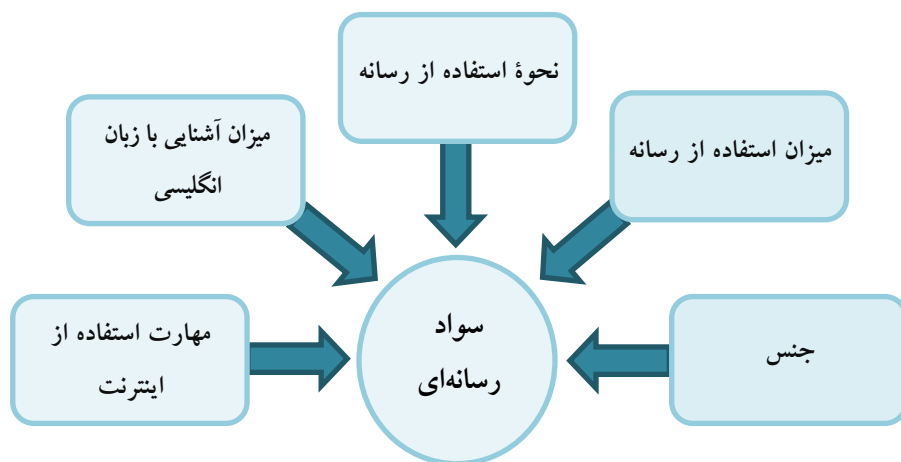 نحوۀ استفاده از رسانه
میزان استفاده از رسانه
میزان آشنایی با زبان
انگلیسی
جنس
سواد
رسانه‌ای
مهارت استفاده از
اینترنت